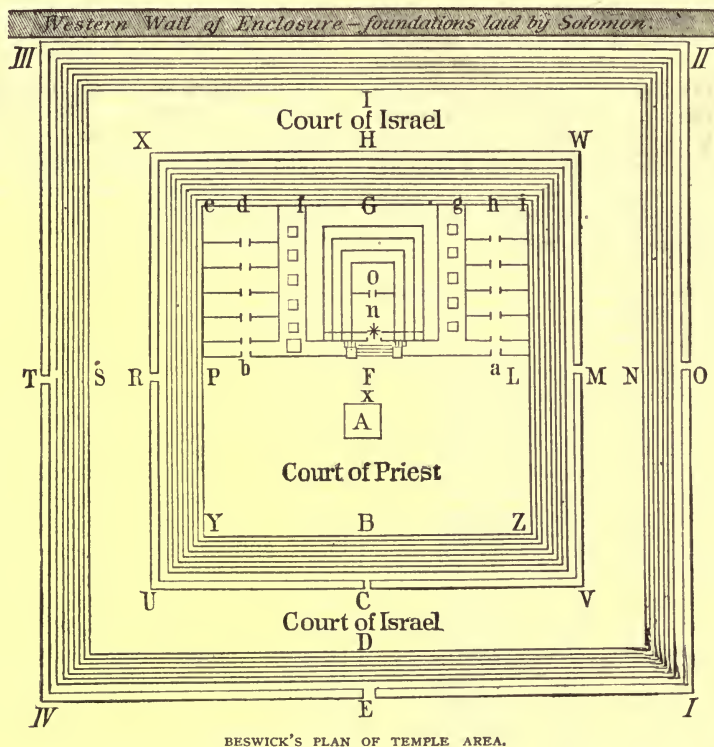 Western Wall of Enclosure – foundations laid by Solomon.
III II
I
Court of Israel
X H W
e d f G g h i
O
n
T S R P b F a L M N O
x
A
Court of Priest
Y B Z
U C V
Court of Israel
D
IV E I
BESWICK'S PLAN OF TEMPLE AREA.